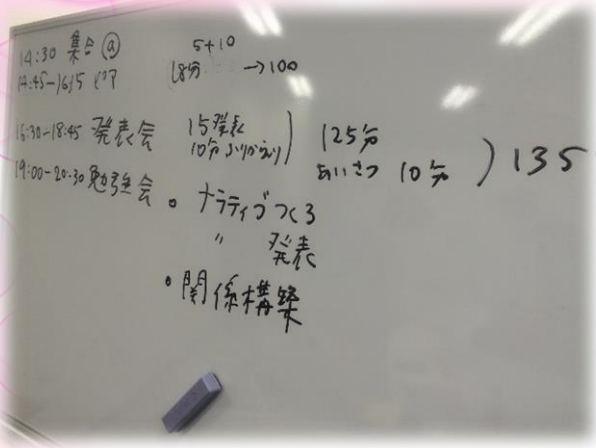 14:30 集合 @
14:45-1615 ピア
5+10
18分 →100
15:30-18:45 発表会
15発表
10分ふりかえり
125分
あいさつ 10分
135
19:00-20:30 勉強会
・ナラティブつくる
〃 発表
・関係構築